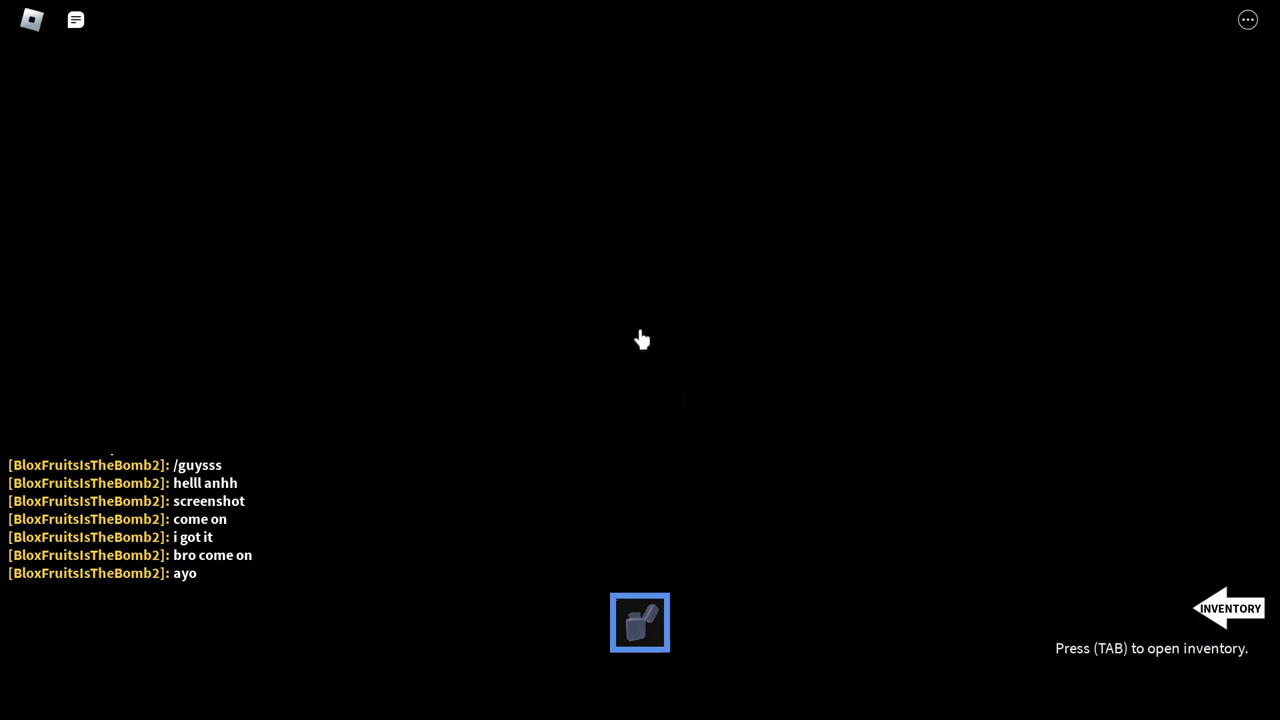 [BloxFruitsIsTheBomb2]: /guysss
[BloxFruitsIsTheBomb2]: helll anhh
[BloxFruitsIsTheBomb2]: screenshot
[BloxFruitsIsTheBomb2]: come on
[BloxFruitsIsTheBomb2]: i got it
[BloxFruitsIsTheBomb2]: bro come on
[BloxFruitsIsTheBomb2]: ayo
INVENTORY
Press (TAB) to open inventory.